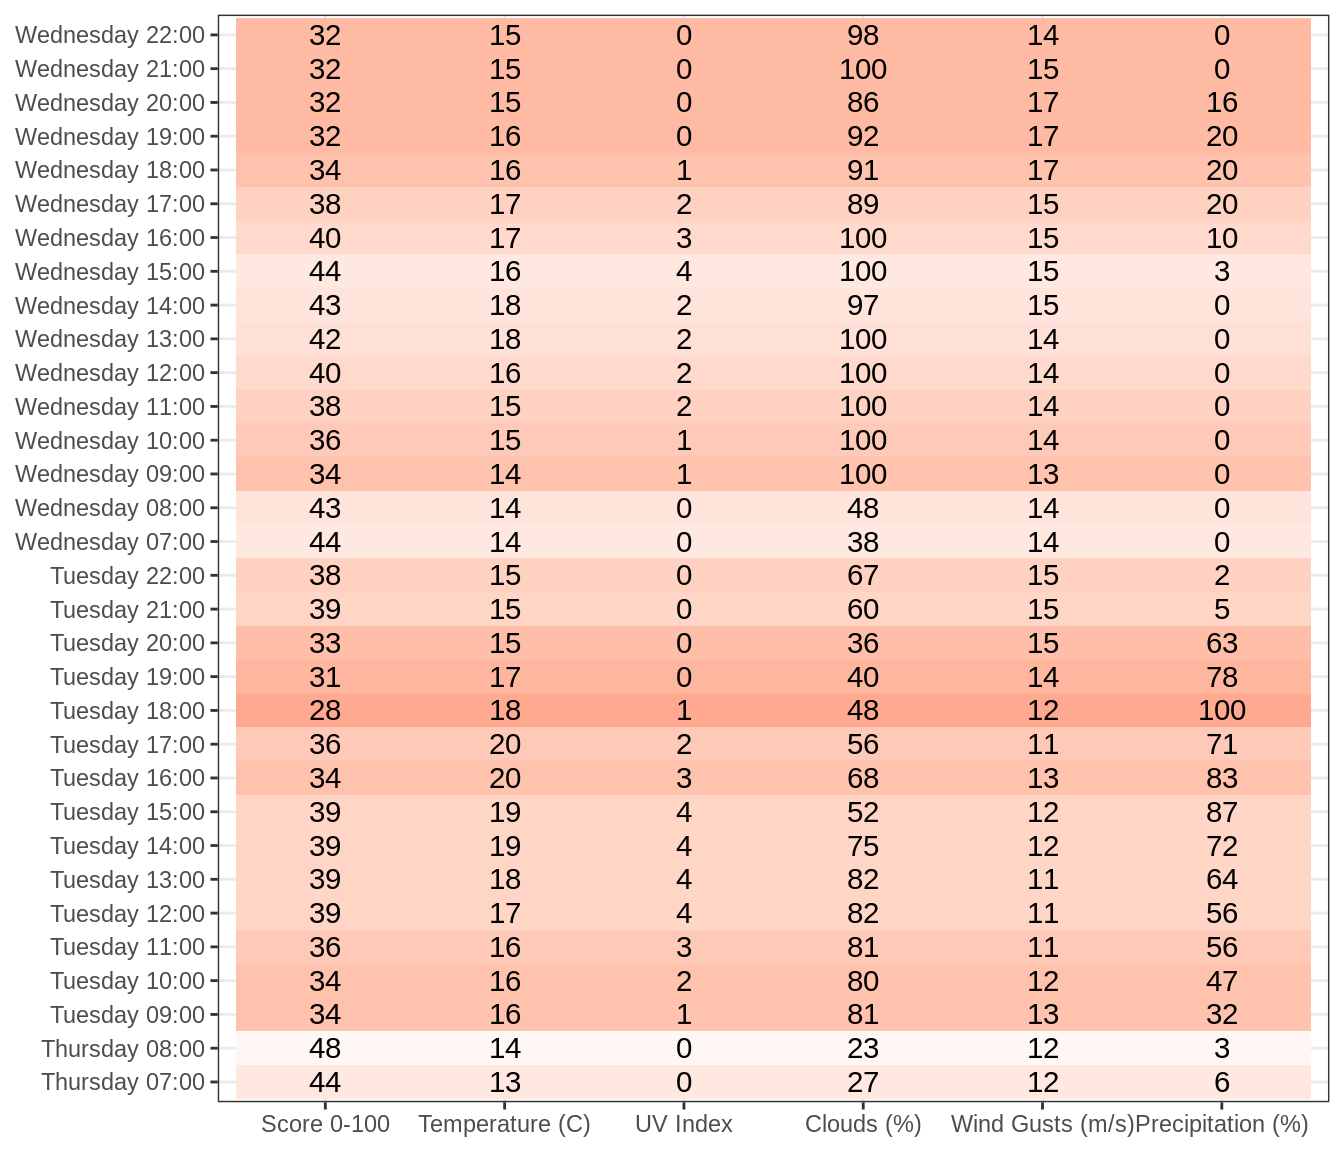 Wednesday 22:00 32 15 0 98 14 0
Wednesday 21:00 32 15 0 100 15 0
Wednesday 20:00 32 15 0 86 17 16
Wednesday 19:00 32 16 0 92 17 20
Wednesday 18:00 34 16 1 91 17 20
Wednesday 17:00 38 17 2 89 15 20
Wednesday 16:00 40 17 3 100 15 10
Wednesday 15:00 44 16 4 100 15 3
Wednesday 14:00 43 18 2 97 15 0
Wednesday 13:00 42 18 2 100 14 0
Wednesday 12:00 40 16 2 100 14 0
Wednesday 11:00 38 15 2 100 14 0
Wednesday 10:00 36 15 1 100 14 0
Wednesday 09:00 34 14 1 100 13 0
Wednesday 08:00 43 14 0 48 14 0
Wednesday 07:00 44 14 0 38 14 0
Tuesday 22:00 38 15 0 67 15 2
Tuesday 21:00 39 15 0 60 15 5
Tuesday 20:00 33 15 0 36 15 63
Tuesday 19:00 31 17 0 40 14 78
Tuesday 18:00 28 18 1 48 12 100
Tuesday 17:00 36 20 2 56 11 71
Tuesday 16:00 34 20 3 68 13 83
Tuesday 15:00 39 19 4 52 12 87
Tuesday 14:00 39 19 4 75 12 72
Tuesday 13:00 39 18 4 82 11 64
Tuesday 12:00 39 17 4 82 11 56
Tuesday 11:00 36 16 3 81 11 56
Tuesday 10:00 34 16 2 80 12 47
Tuesday 09:00 34 16 1 81 13 32
Thursday 08:00 48 14 0 23 12 3
Thursday 07:00 44 13 0 27 12 6
Score 0-100 Temperature (C) UV Index Clouds (%) Wind Gusts (m/s) Precipitation (%)